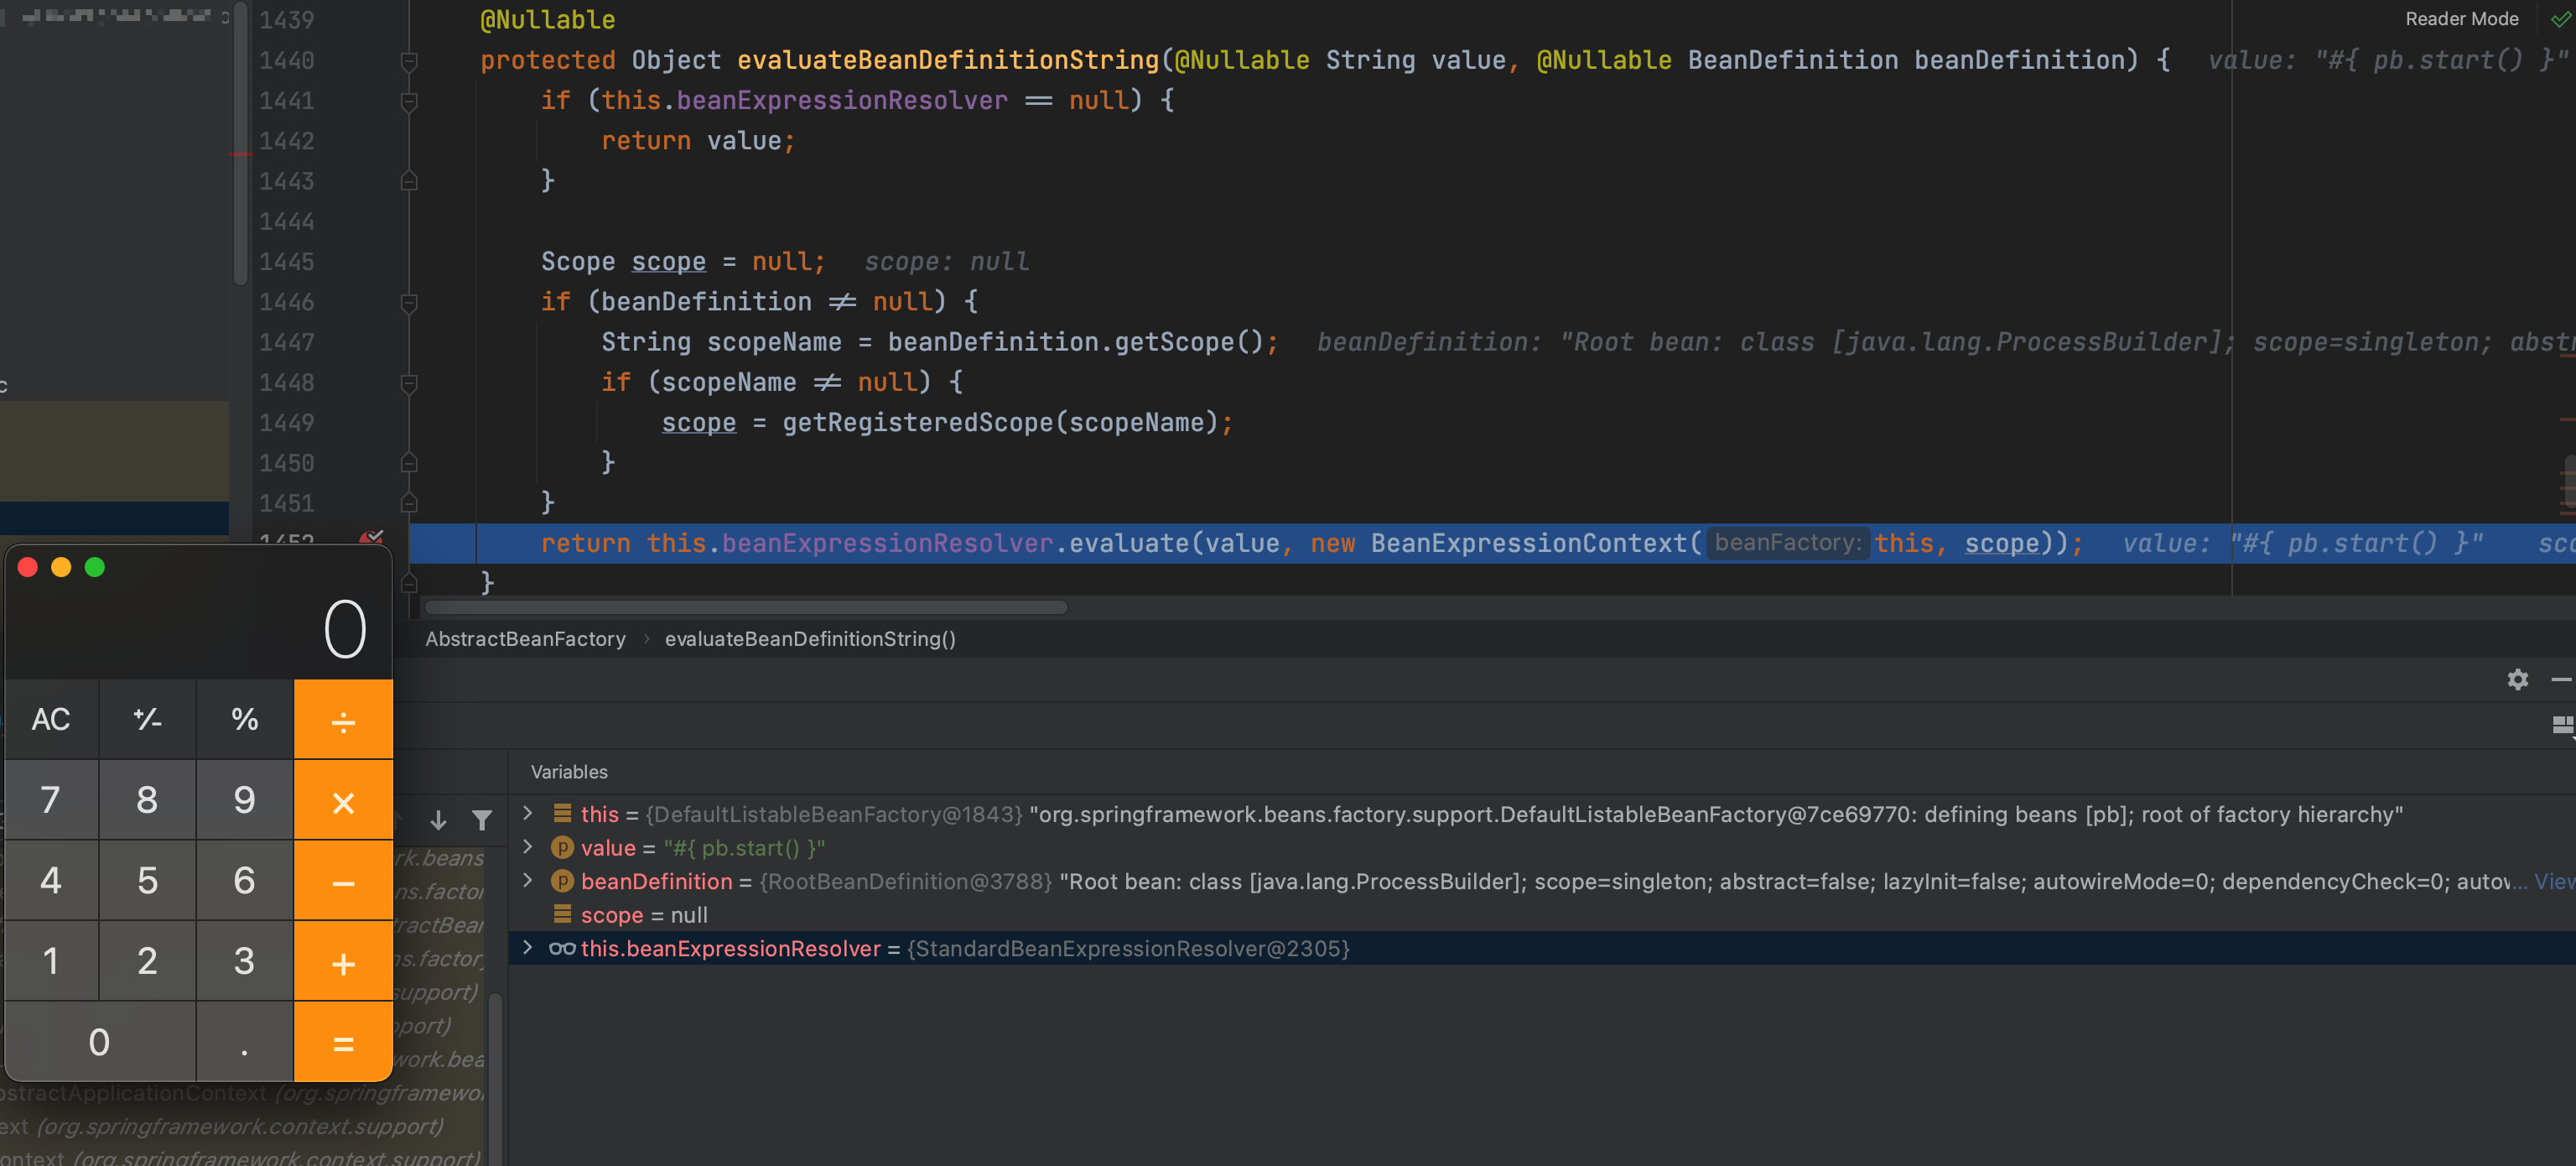 Reader Mode
1439 @Nullable
1440 protected Object evaluateBeanDefinitionString(@Nullable String value, @Nullable BeanDefinition beanDefinition) { value: "#{ pb.start() }"
1441 if (this.beanExpressionResolver == null) {
1442 return value;
1443 }
1444
1445 Scope scope = null; scope: null
1446 if (beanDefinition ≠ null) {
1447 String scopeName = beanDefinition.getScope(); beanDefinition: "Root bean: class [java.lang.ProcessBuilder]; scope=singleton; abstr
1448 if (scopeName ≠ null) {
1449 scope = getRegisteredScope(scopeName);
1450 }
1451 }
1452 return this.beanExpressionResolver.evaluate(value, new BeanExpressionContext( beanFactory: this, scope)); value: "#{ pb.start() }" sco
}
AbstractBeanFactory › evaluateBeanDefinitionString()
0
AC +/- % ÷
7 8 9 ×
4 5 6 −
1 2 3 +
0 . =
Variables
this = {DefaultListableBeanFactory@1843} "org.springframework.beans.factory.support.DefaultListableBeanFactory@7ce69770: defining beans [pb]; root of factory hierarchy"
value = "#{ pb.start() }"
beanDefinition = {RootBeanDefinition@3788} "Root bean: class [java.lang.ProcessBuilder]; scope=singleton; abstract=false; lazyInit=false; autowireMode=0; dependencyCheck=0; autow... View
scope = null
this.beanExpressionResolver = {StandardBeanExpressionResolver@2305}
rk.beans
ns.factor
tractBean
ns.factory
support)
pport)
work.bea
bstractApplicationContext (org.springframewor
ext (org.springframework.context.support)
ontext (org.springframework.context.support)